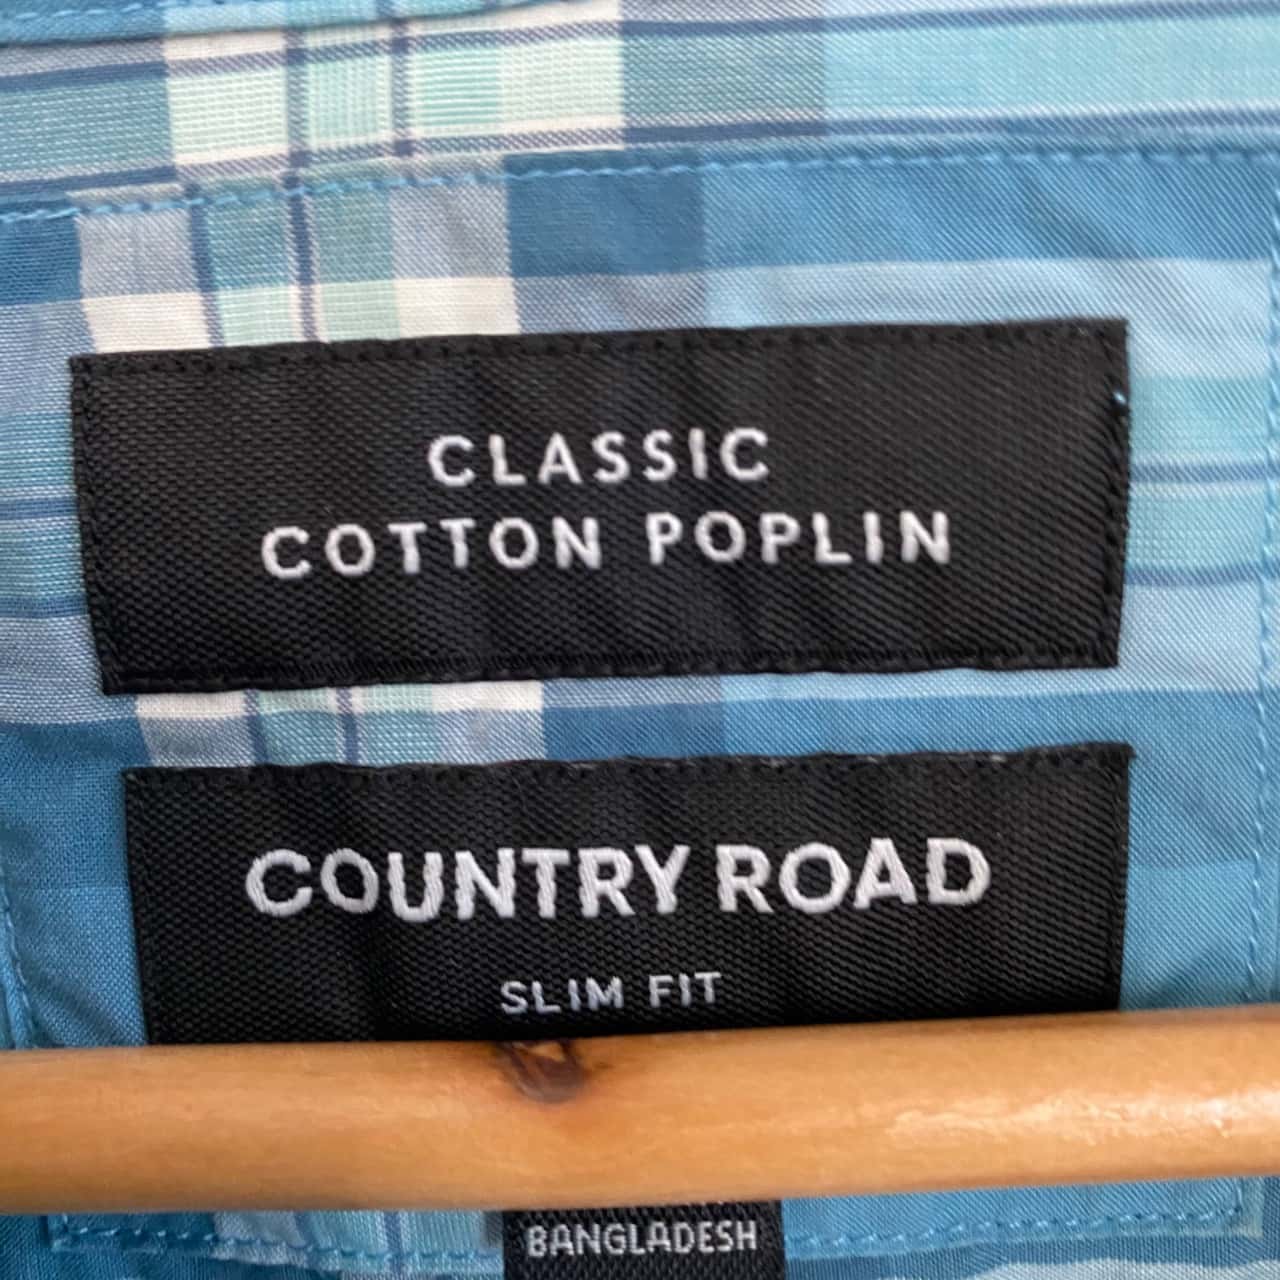 CLASSIC
COTTON POPLIN
COUNTRY ROAD
SLIM FIT
BANGLADESH